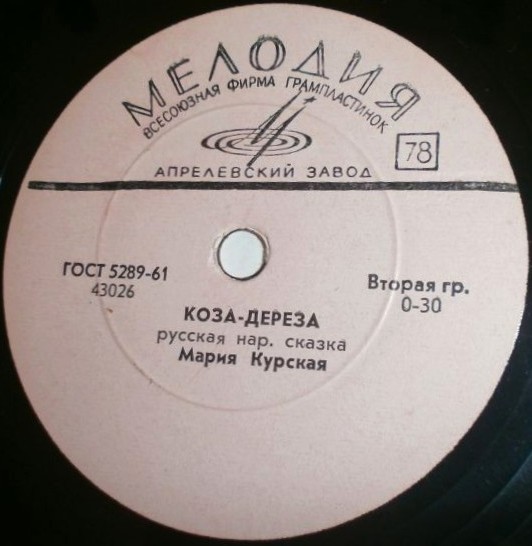 МЕЛОДИЯ
ВСЕСОЮЗНАЯ ФИРМА ГРАМПЛАСТИНОК
78
АПРЕЛЕВСКИЙ ЗАВОД
ГОСТ 5289-61
43026
Вторая гр.
0-30
КОЗА-ДЕРЕЗА
русская нар. сказка
Мария Курская